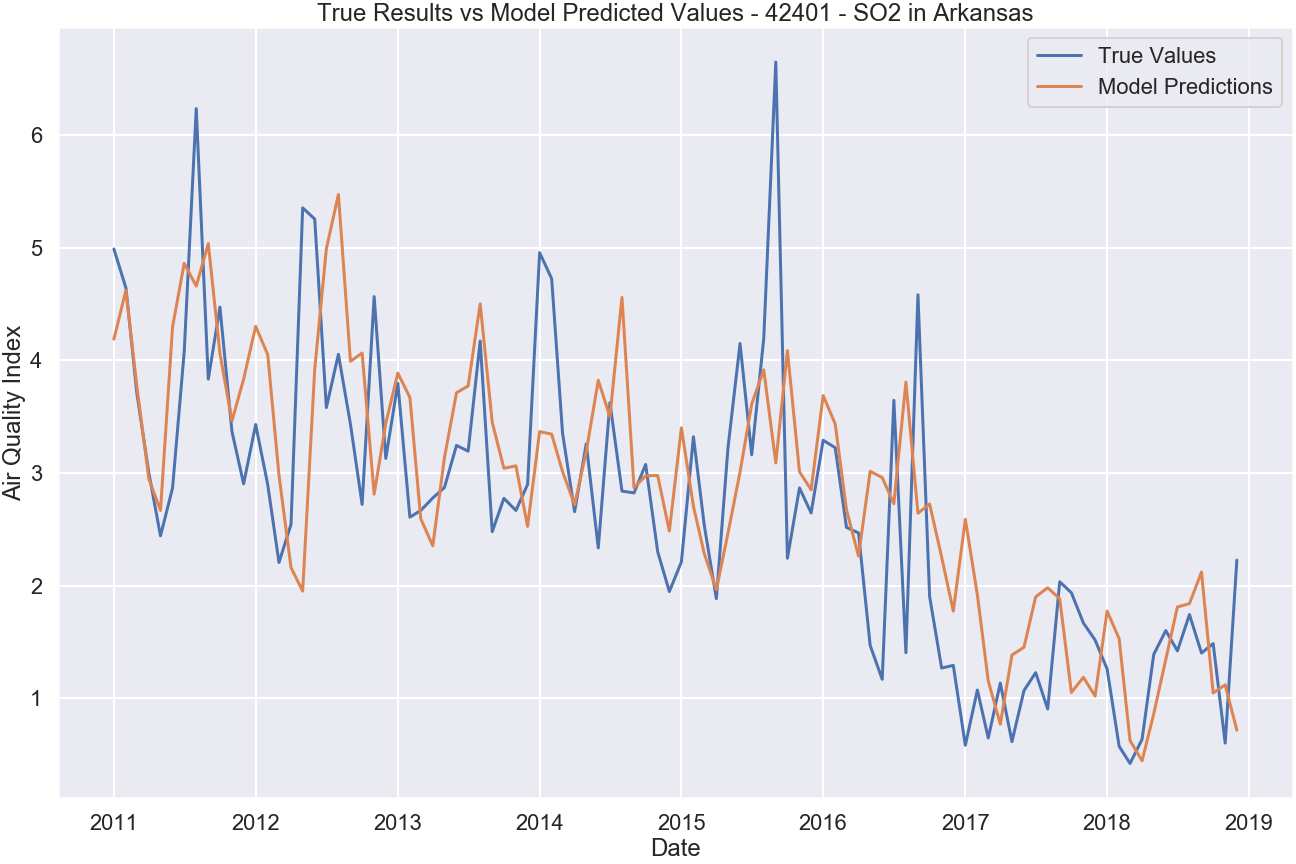 True Results vs Model Predicted Values - 42401 - SO2 in Arkansas
True Values
Model Predictions
Air Quality Index
6
5
4
3
2
1
2011 2012 2013 2014 2015 2016 2017 2018 2019
Date